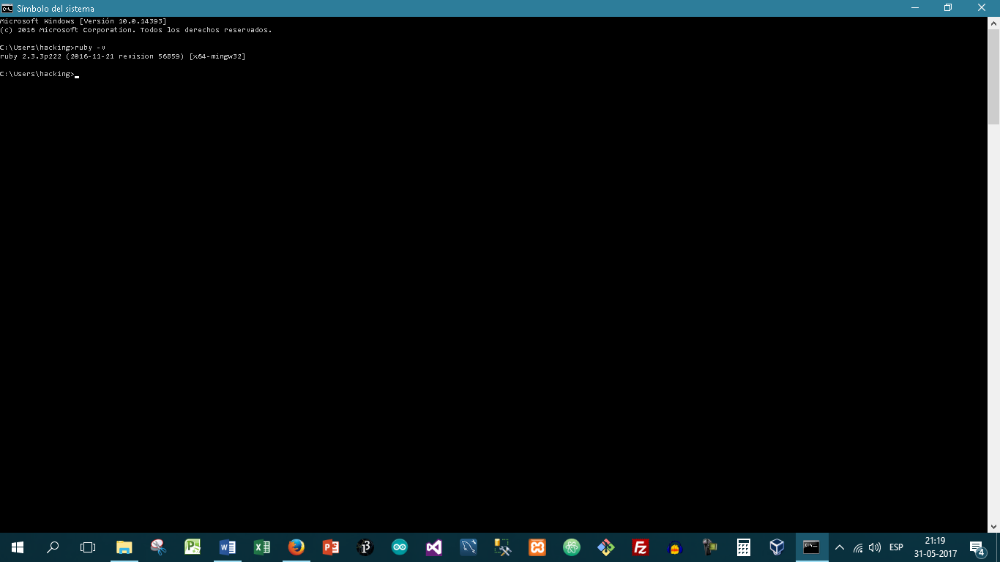 Símbolo del sistema
Microsoft Windows [Versión 10.0.14393]
(c) 2016 Microsoft Corporation. Todos los derechos reservados.
C:\Users\hacking>ruby -v
ruby 2.3.3p222 (2016-11-21 revision 56859) [x64-mingw32]
C:\Users\hacking>
ESP
21:19
31-05-2017
4